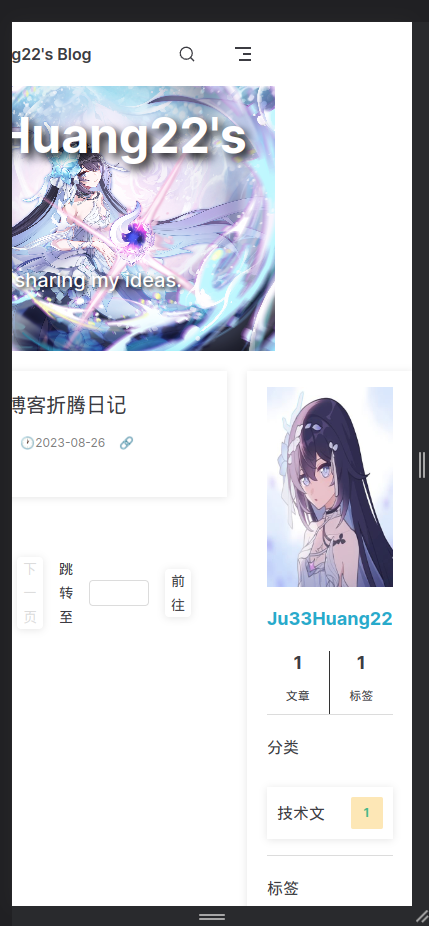 g22's Blog
Huang22's
sharing my ideas.
博客折腾日记
2023-08-26
下一页
跳转至
前往
Ju33Huang22
1
文章
1
标签
分类
技术文
1
标签